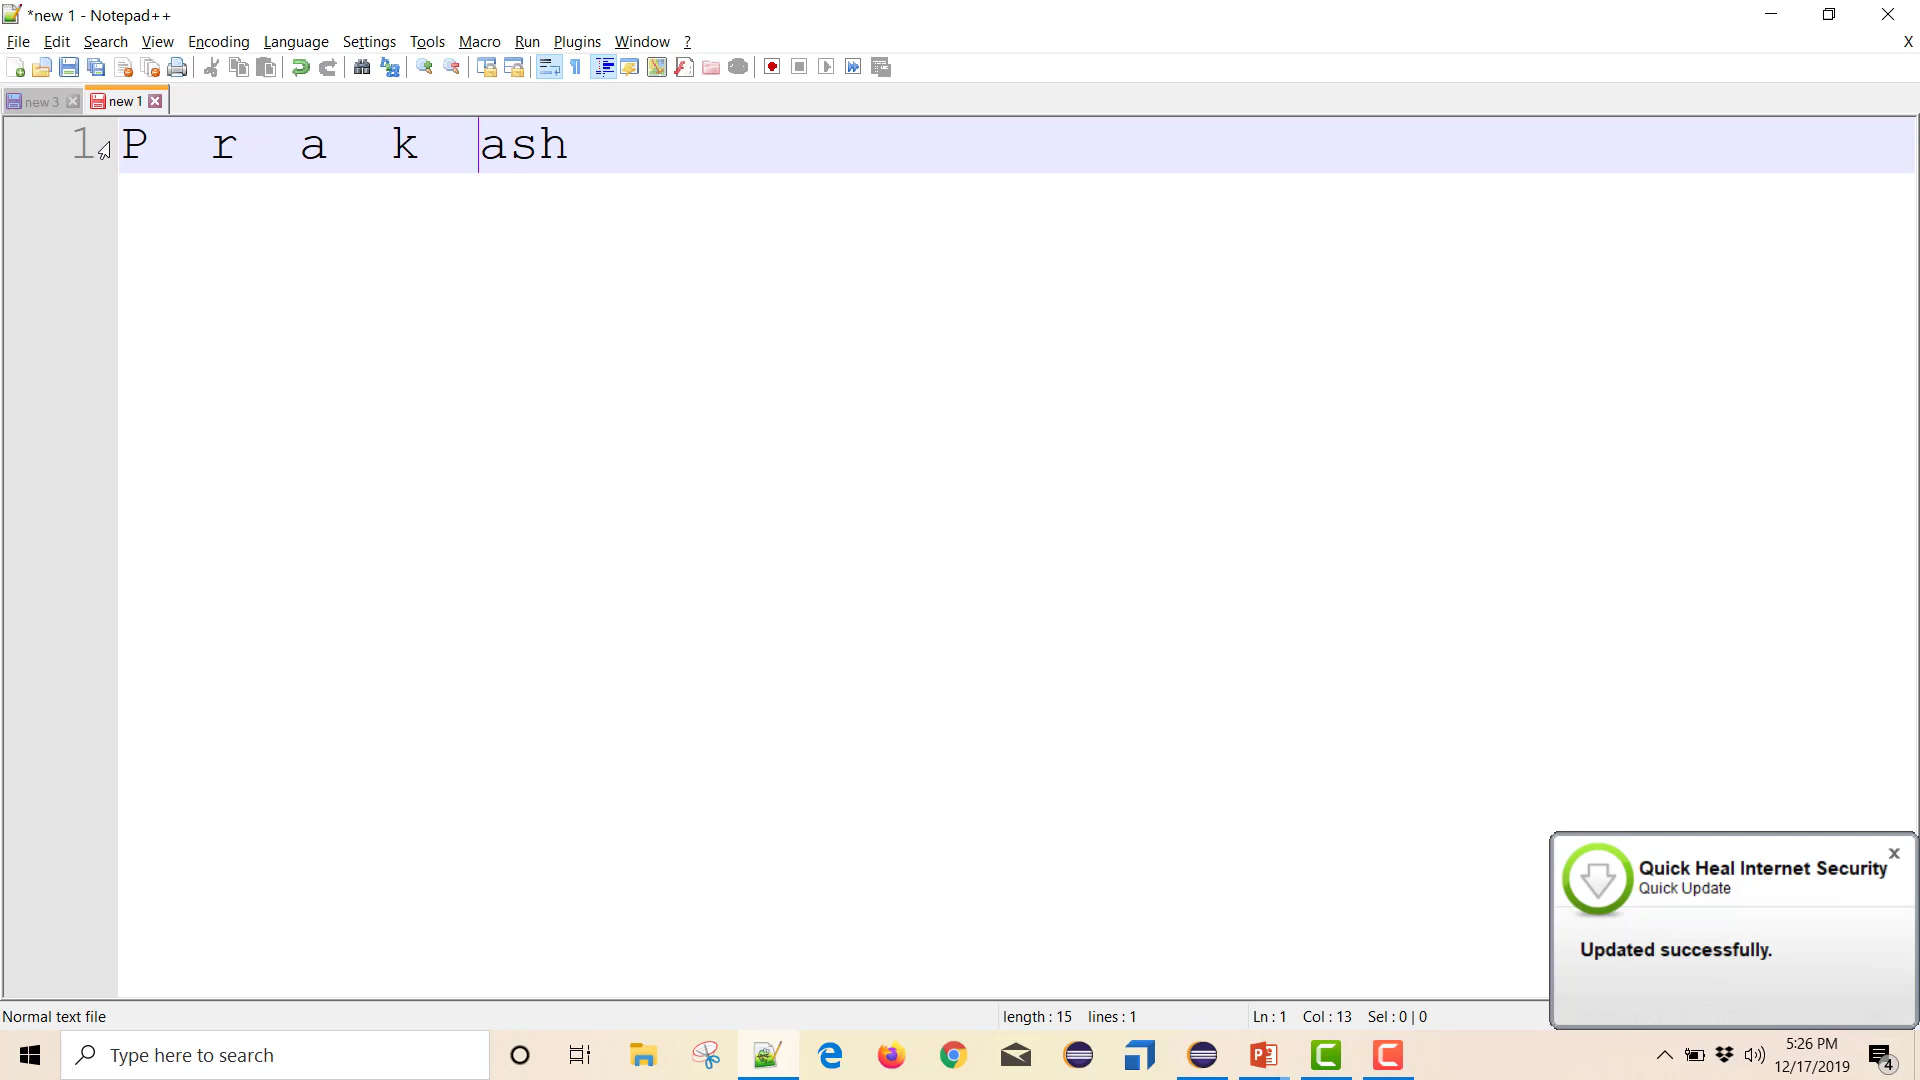 *new 1 - Notepad++
File Edit Search View Encoding Language Settings Tools Macro Run Plugins Window ? X
new 3 new 1
1 P  r  a  k  ash
Quick Heal Internet Security
Quick Update
Updated successfully.
Normal text file length : 15 lines : 1 Ln : 1 Col : 13 Sel : 0 | 0
Type here to search
5:26 PM
12/17/2019
4